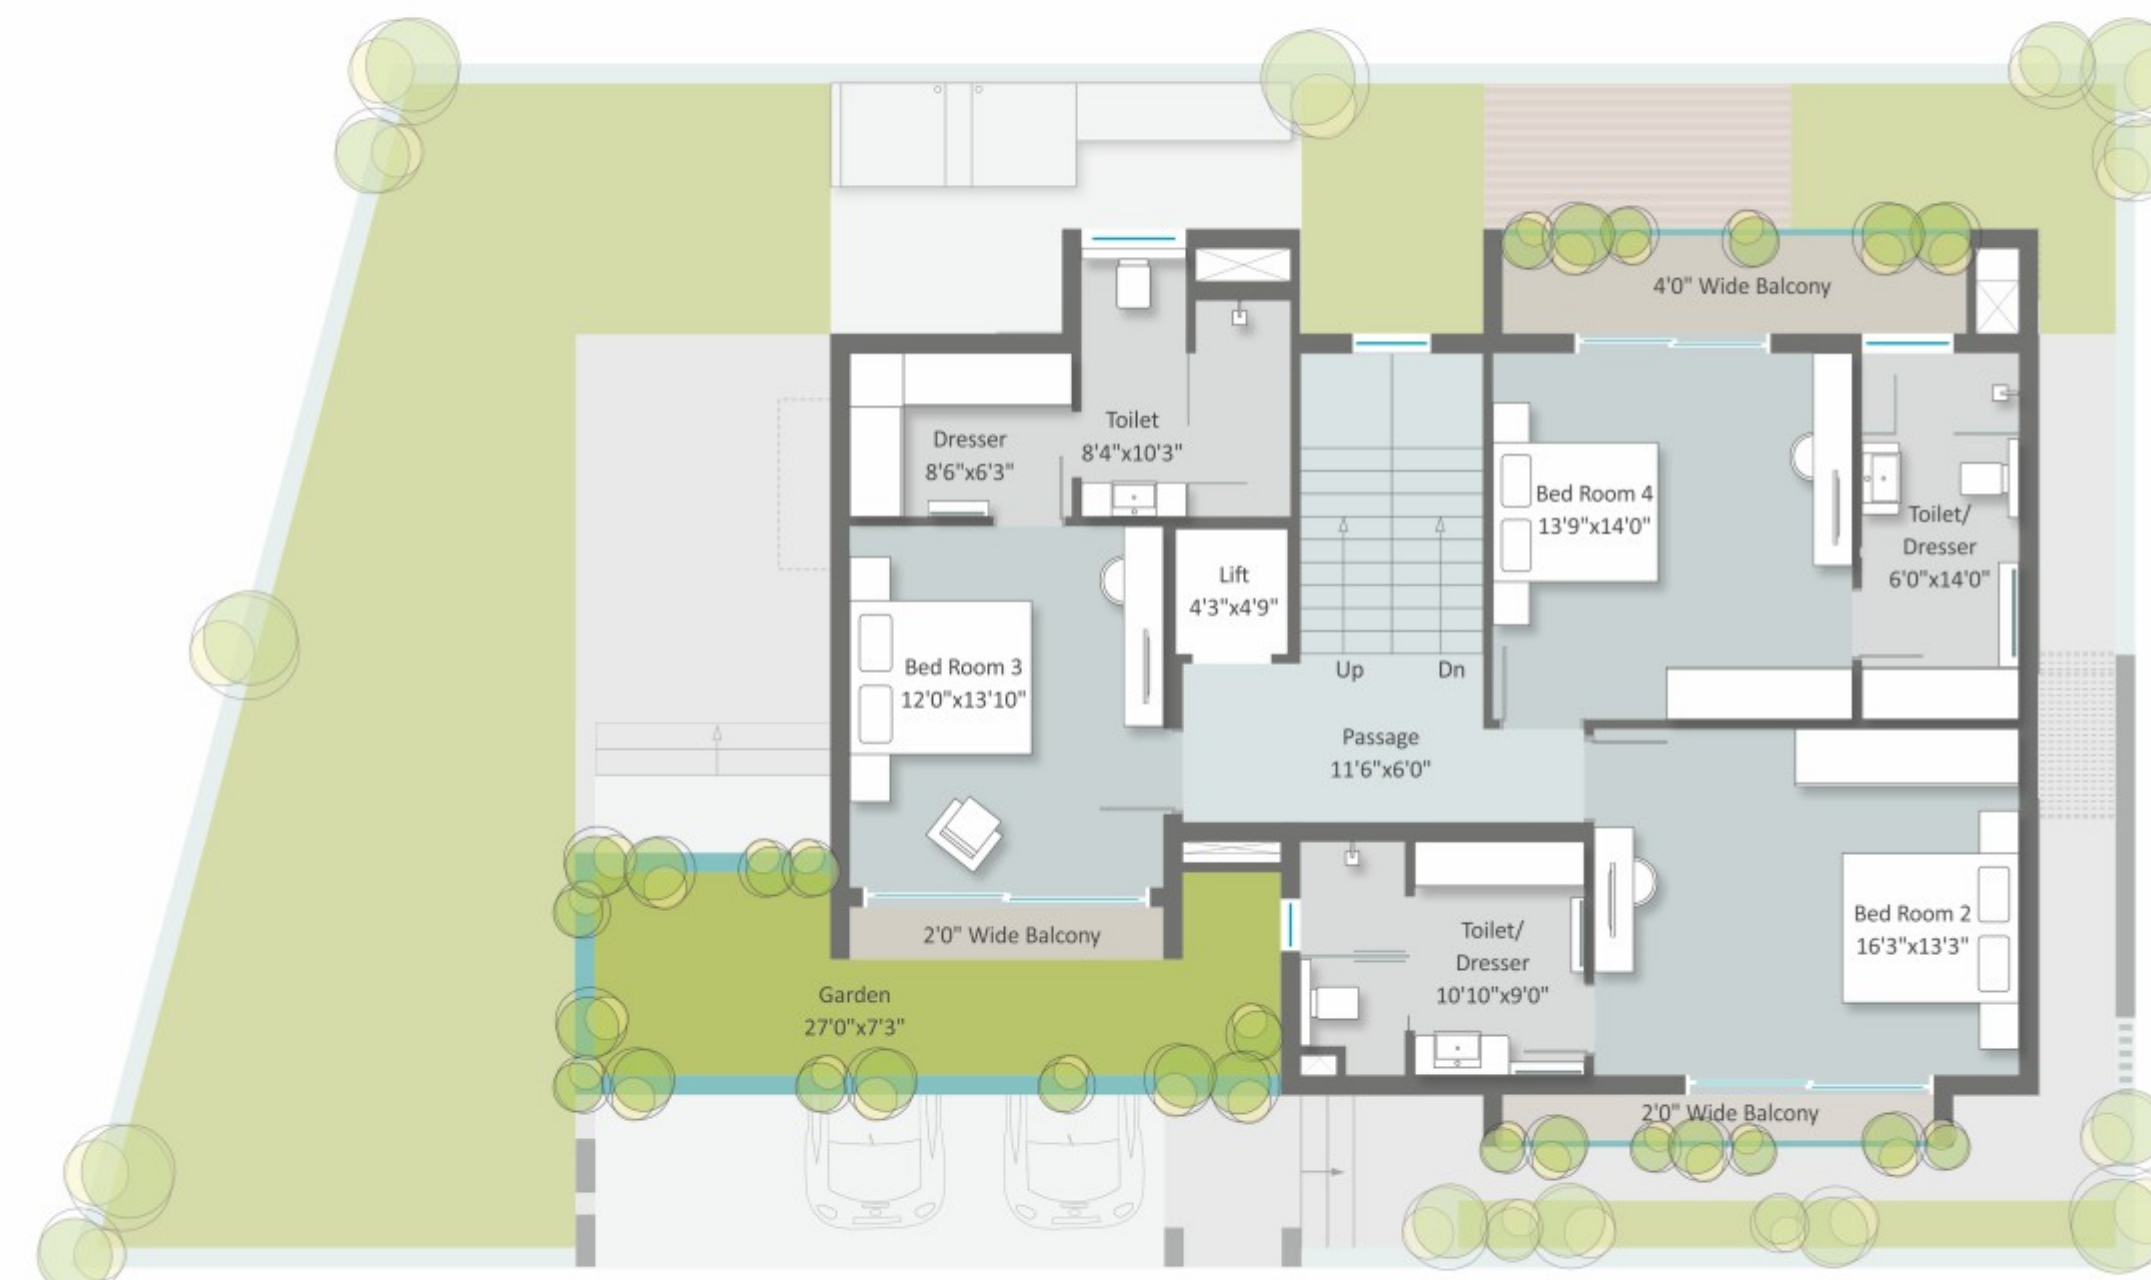 4'0" Wide Balcony
Toilet
8'4"x10'3"
Dresser
8'6"x6'3"
Bed Room 4
13'9"x14'0"
Toilet/
Dresser
6'0"x14'0"
Lift
4'3"x4'9"
Bed Room 3
12'0"x13'10"
Up
Dn
Passage
11'6"x6'0"
2'0" Wide Balcony
Bed Room 2
16'3"x13'3"
Toilet/
Dresser
10'10"x9'0"
Garden
27'0"x7'3"
2'0" Wide Balcony